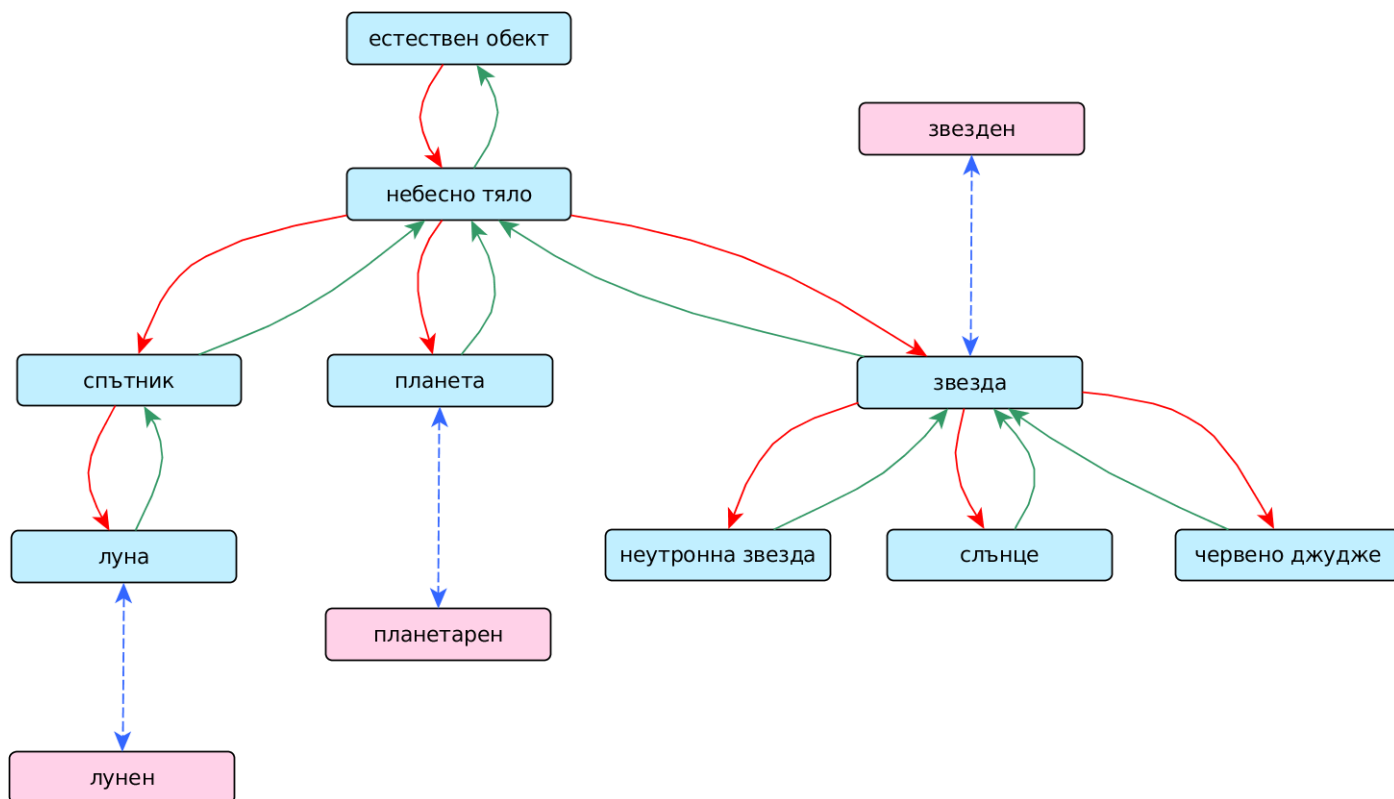 естествен обект
звезден
небесно тяло
спътник
планета
звезда
луна
неутронна звезда
слънце
червено джудже
планетарен
лунен